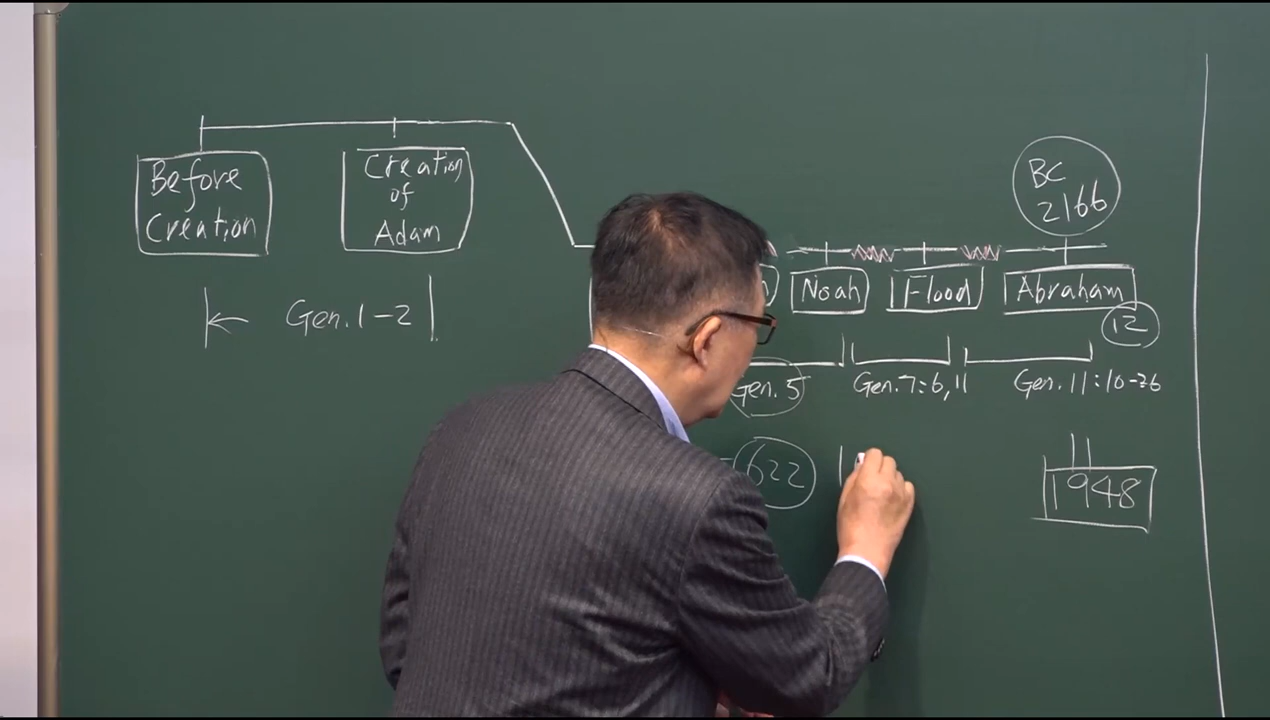 Before
Creation
Creation
of
Adam
Gen. 1-2
BC
2166
Noah
Flood
Abraham
12
Gen. 5
Gen. 7:6, 11
Gen. 11:10-26
622
1948